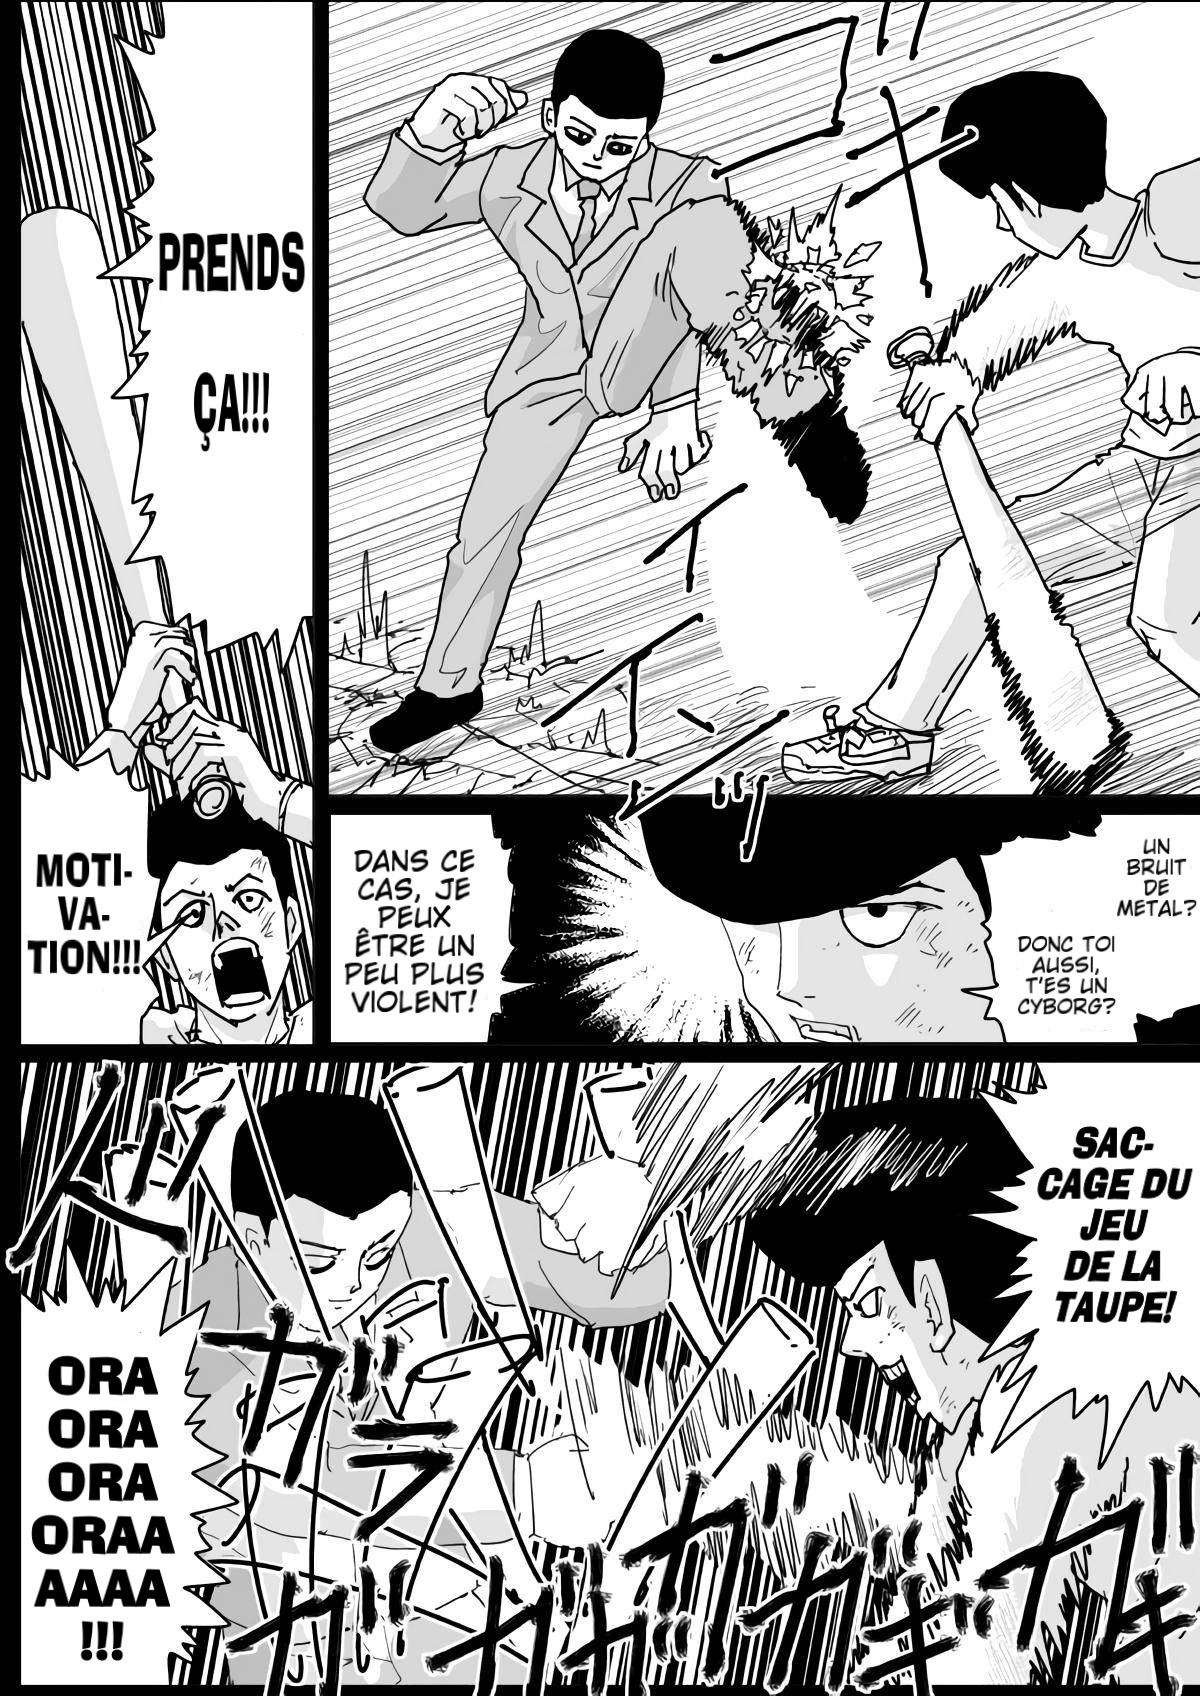 UN
BRUIT
DE
METAL?
DONC TOI
AUSSI,
T'ES UN
CYBORG?
DANS CE
CAS, JE
PEUX
ÊTRE UN
PEU PLUS
VIOLENT!
PRENDS
ÇA!!!
MOTI-
VA-
TION!!!
SAC-
CAGE DU
JEU
DE LA
TAUPE!
ORA
ORA
ORA
ORAA
AAAA
!!!